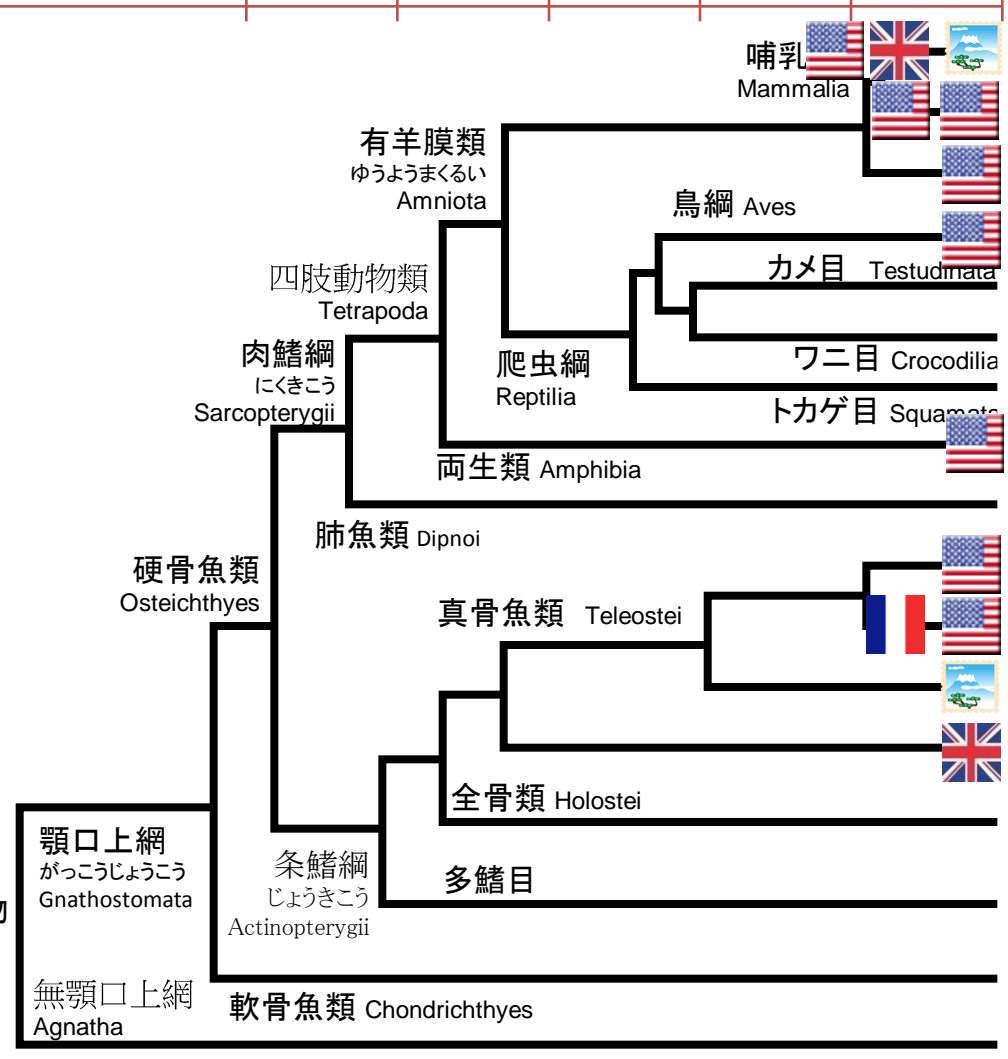 哺乳
Mammalia
有羊膜類
ゆうようまくるい
Amniota
鳥綱 Aves
四肢動物類
Tetrapoda
カメ目 Testudinata
肉鰭綱
にくきこう
Sarcopterygii
爬虫綱
Reptilia
ワニ目 Crocodilia
トカゲ目 Squamata
両生類 Amphibia
肺魚類 Dipnoi
硬骨魚類
Osteichthyes
真骨魚類 Teleostei
全骨類 Holostei
顎口上網
がっこうじょうこう
Gnathostomata
条鰭綱
じょうきこう
Actinopterygii
多鰭目
物
無顎口上網
Agnatha
軟骨魚類 Chondrichthyes